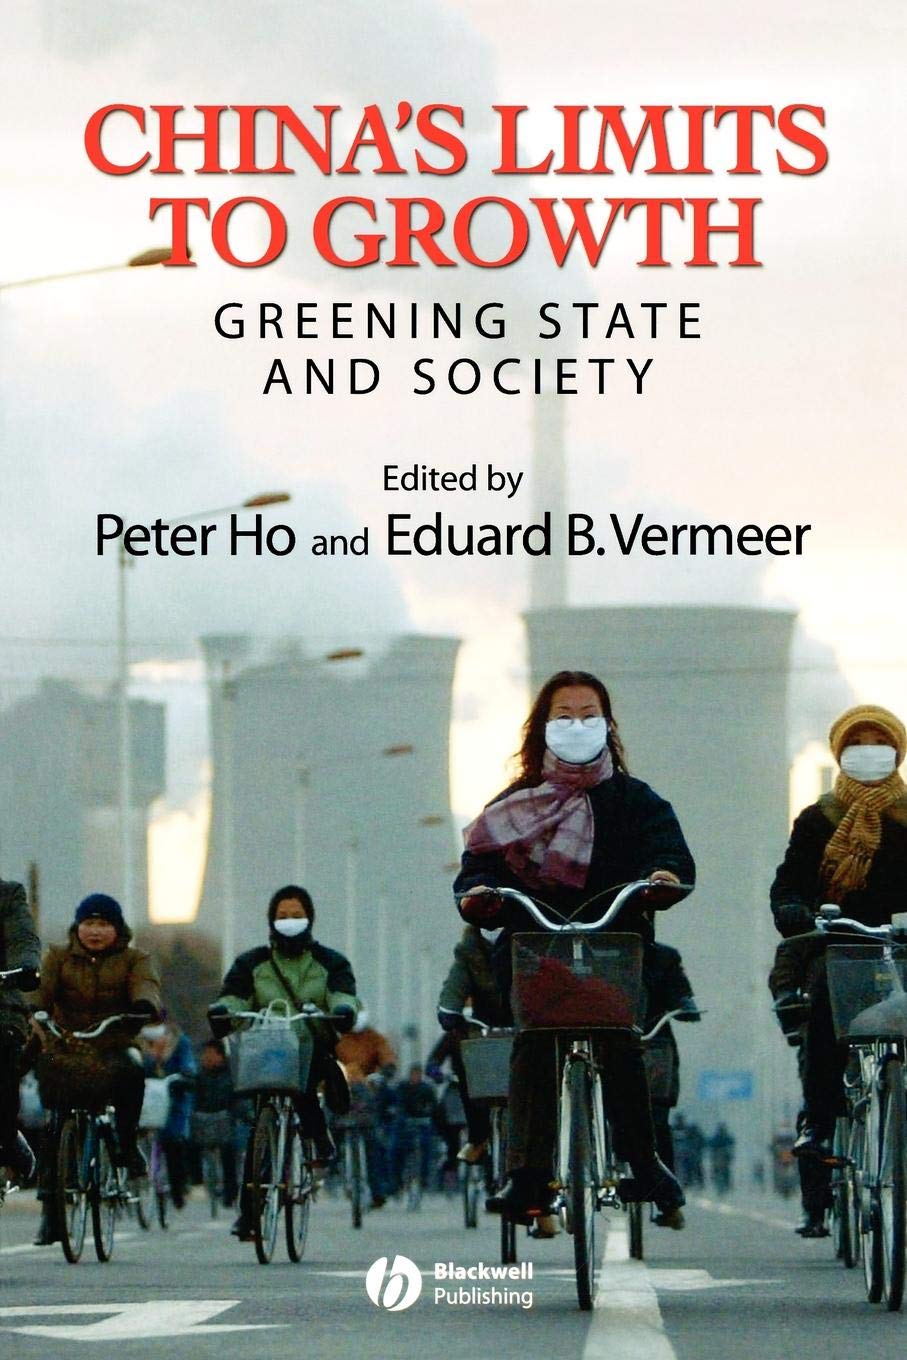 CHINA'S LIMITS
TO GROWTH
GREENING STATE
AND SOCIETY
Edited by
Peter Ho and Eduard B. Vermeer
b
Blackwell
Publishing